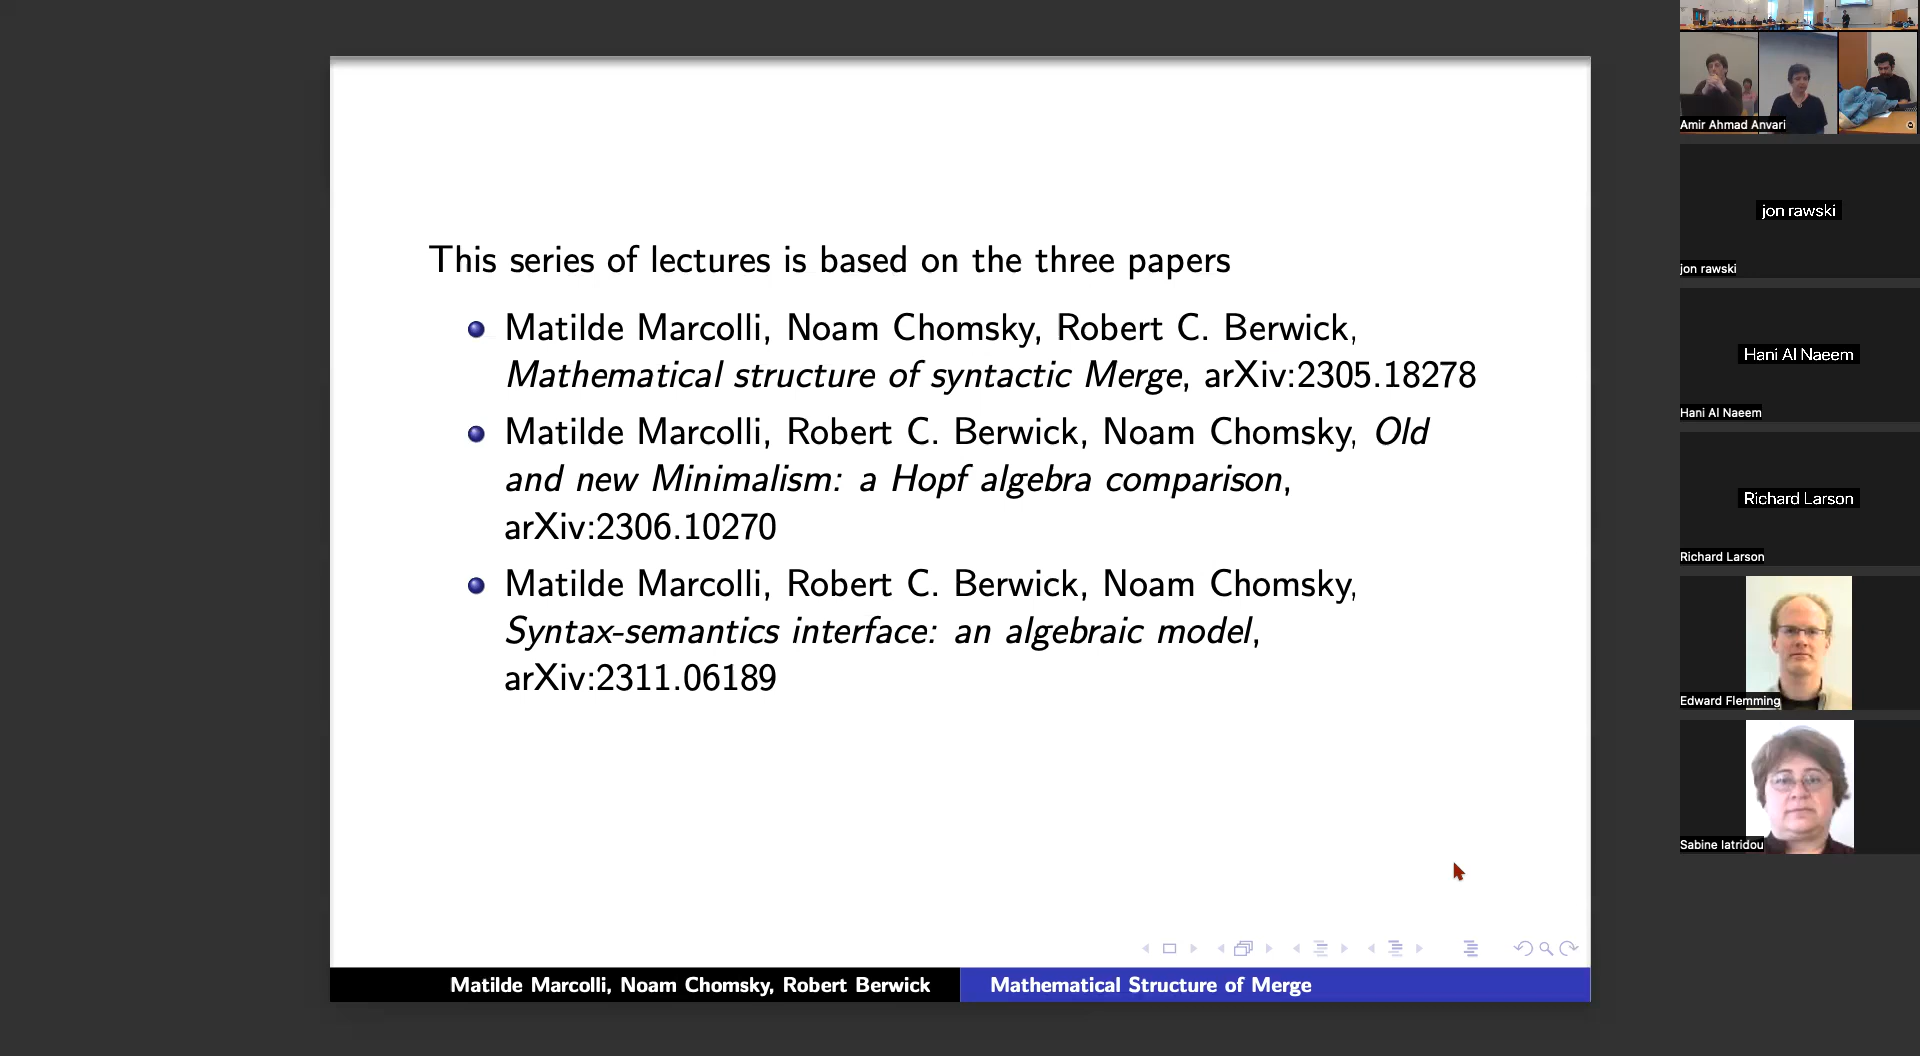 This series of lectures is based on the three papers
Matilde Marcolli, Noam Chomsky, Robert C. Berwick,
Mathematical structure of syntactic Merge, arXiv:2305.18278
Matilde Marcolli, Robert C. Berwick, Noam Chomsky, Old
and new Minimalism: a Hopf algebra comparison,
arXiv:2306.10270
Matilde Marcolli, Robert C. Berwick, Noam Chomsky,
Syntax-semantics interface: an algebraic model,
arXiv:2311.06189
Matilde Marcolli, Noam Chomsky, Robert Berwick
Mathematical Structure of Merge
Amir Ahmad Anvari
jon rawski
jon rawski
Hani Al Naeem
Hani Al Naeem
Richard Larson
Richard Larson
Edward Flemming
Sabine Iatridou